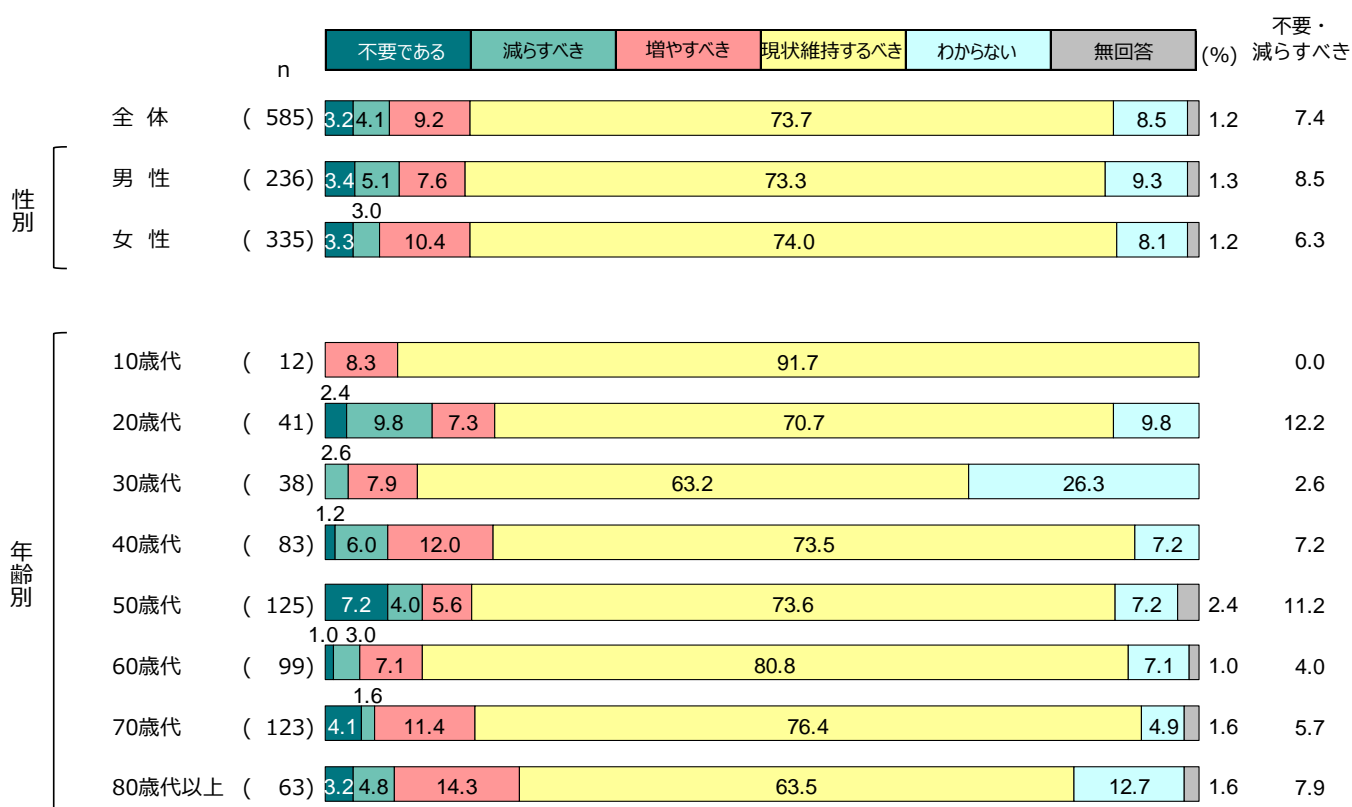 不要・
不要である 減らすべき 増やすべき 現状維持するべき わからない 無回答 (%) 減らすべき
n
全 体 ( 585) 3.2 4.1 9.2 73.7 8.5 1.2 7.4
性別
男 性 ( 236) 3.4 5.1 7.6 73.3 9.3 1.3 8.5
3.0
女 性 ( 335) 3.3 10.4 74.0 8.1 1.2 6.3
年齢別
10歳代 ( 12) 8.3 91.7 0.0
2.4
20歳代 ( 41) 9.8 7.3 70.7 9.8 12.2
2.6
30歳代 ( 38) 7.9 63.2 26.3 2.6
1.2
40歳代 ( 83) 6.0 12.0 73.5 7.2 7.2
50歳代 ( 125) 7.2 4.0 5.6 73.6 7.2 2.4 11.2
1.0 3.0
60歳代 ( 99) 7.1 80.8 7.1 1.0 4.0
1.6
70歳代 ( 123) 4.1 11.4 76.4 4.9 1.6 5.7
80歳代以上 ( 63) 3.2 4.8 14.3 63.5 12.7 1.6 7.9